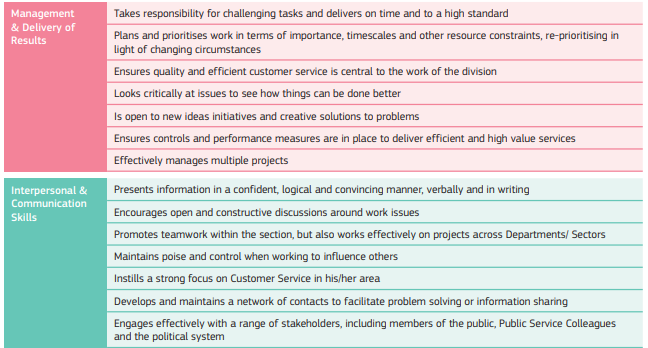 Management
& Delivery of
Results
Takes responsibility for challenging tasks and delivers on time and to a high standard
Plans and prioritises work in terms of importance, timescales and other resource constraints, re-prioritising in
light of changing circumstances
Ensures quality and efficient customer service is central to the work of the division
Looks critically at issues to see how things can be done better
Is open to new ideas initiatives and creative solutions to problems
Ensures controls and performance measures are in place to deliver efficient and high value services
Effectively manages multiple projects
Interpersonal &
Communication
Skills
Presents information in a confident, logical and convincing manner, verbally and in writing
Encourages open and constructive discussions around work issues
Promotes teamwork within the section, but also works effectively on projects across Departments/ Sectors
Maintains poise and control when working to influence others
Instills a strong focus on Customer Service in his/her area
Develops and maintains a network of contacts to facilitate problem solving or information sharing
Engages effectively with a range of stakeholders, including members of the public, Public Service Colleagues
and the political system